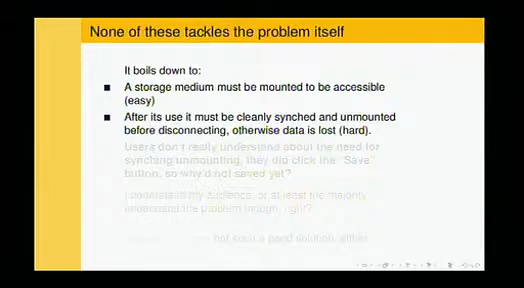 None of these tackles the problem itself
It boils down to:
A storage medium must be mounted to be accessible
(easy)
After its use it must be cleanly synched and unmounted
before disconnecting, otherwise data is lost (hard).
Users don't really understand about the need for
synching unmounting, they did click the "Save"
button, so why'd not saved yet?
I understand my audience, or at least the majority
understand the problem though, right?
not such a good solution, either